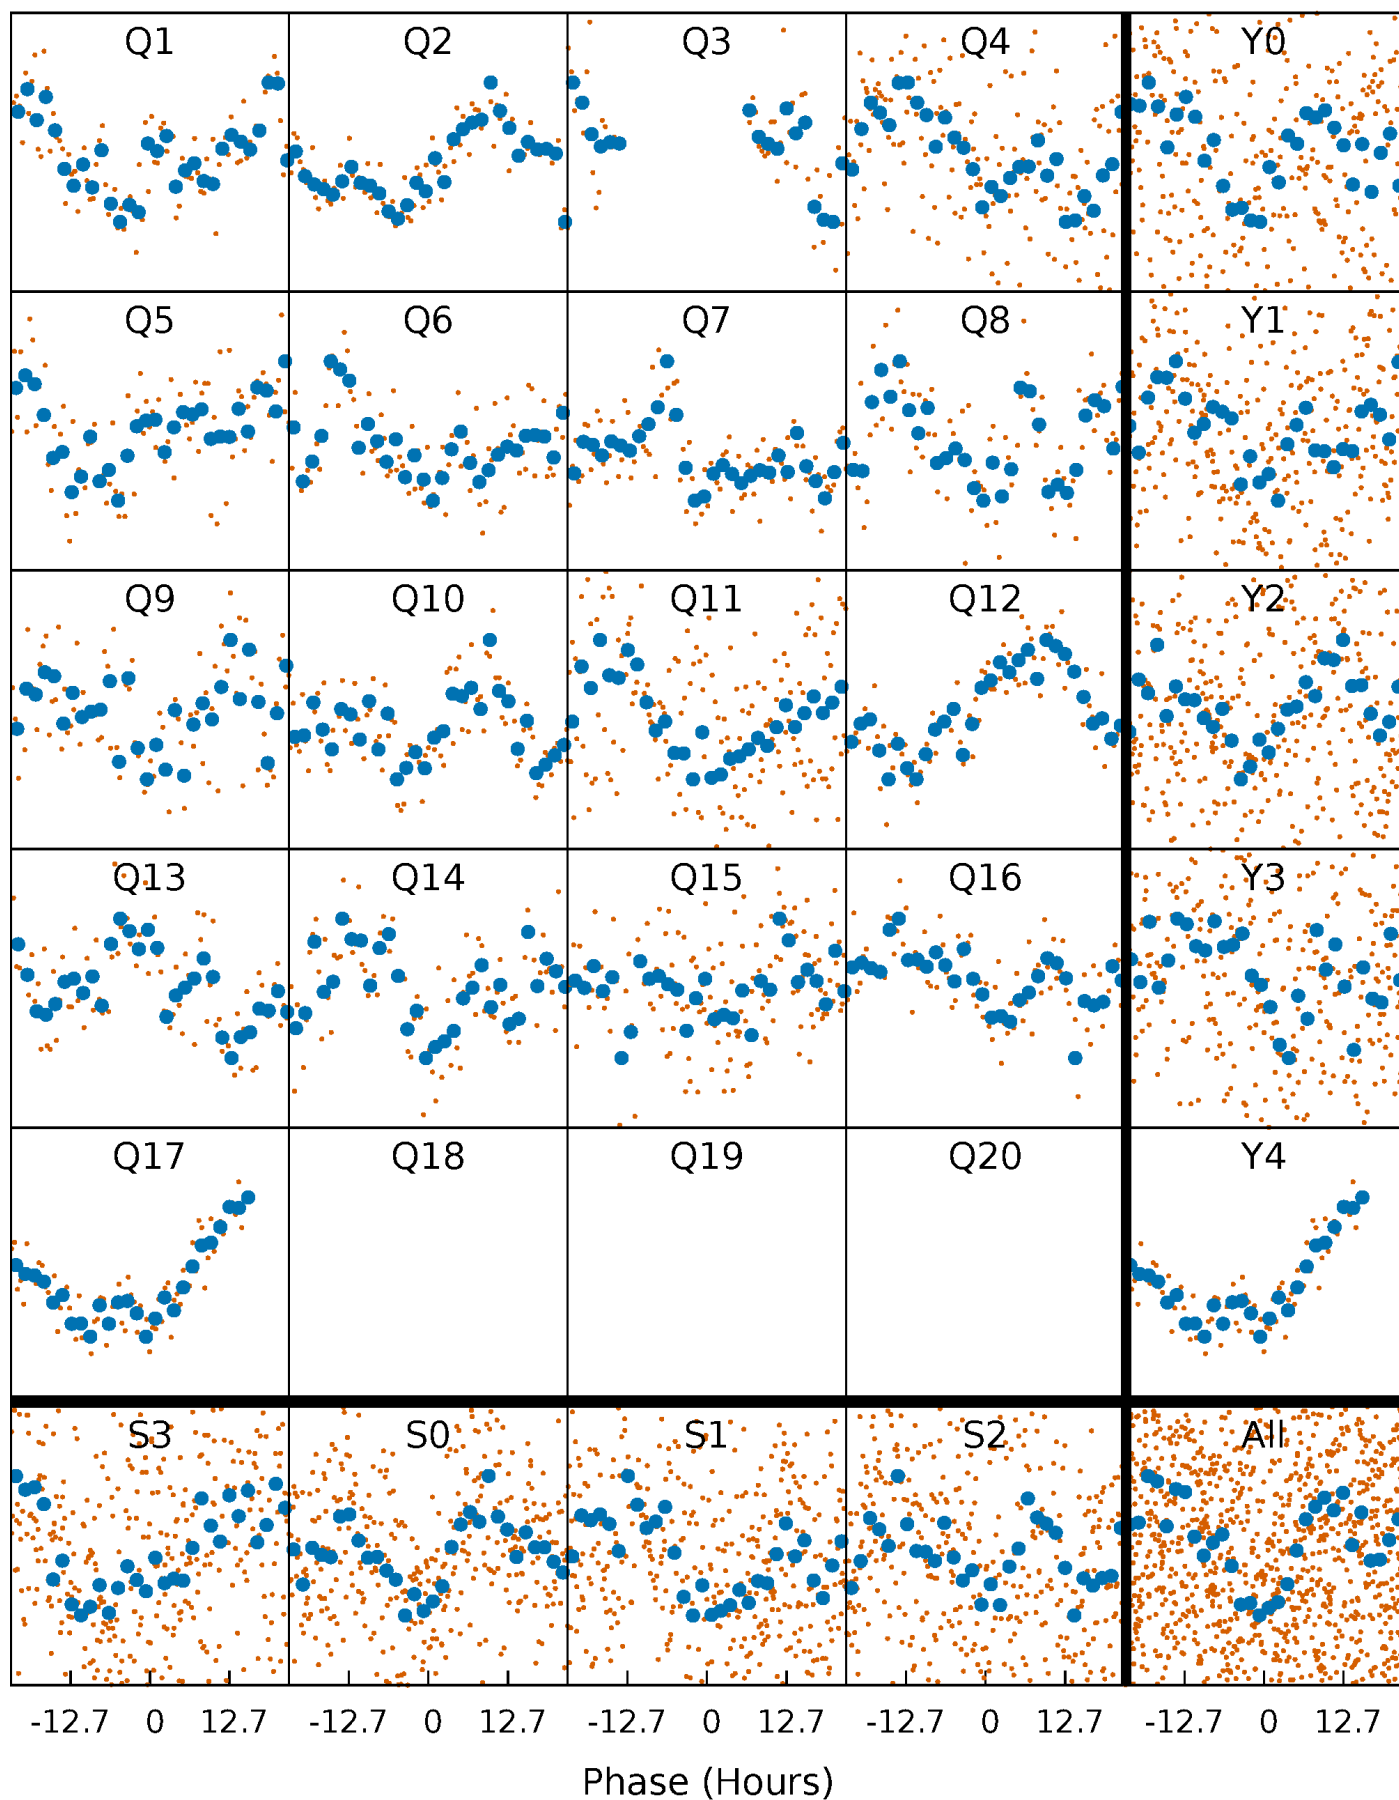 Q1 Q2 Q3 Q4 Y0
Q5 Q6 Q7 Q8 Y1
Q9 Q10 Q11 Q12 Y2
Q13 Q14 Q15 Q16 Y3
Q17 Q18 Q19 Q20 Y4
S3 S0 S1 S2 All
-12.7 0 12.7 -12.7 0 12.7 -12.7 0 12.7 -12.7 0 12.7 -12.7 0 12.7
Phase (Hours)